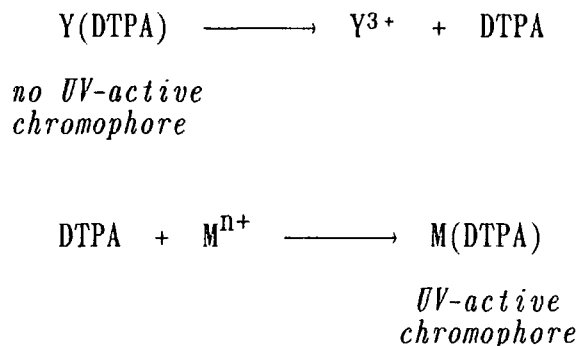 Y(DTPA) ⟶ Y³⁺ + DTPA
no UV-active
chromophore
DTPA + Mⁿ⁺ ⟶ M(DTPA)
UV-active
chromophore